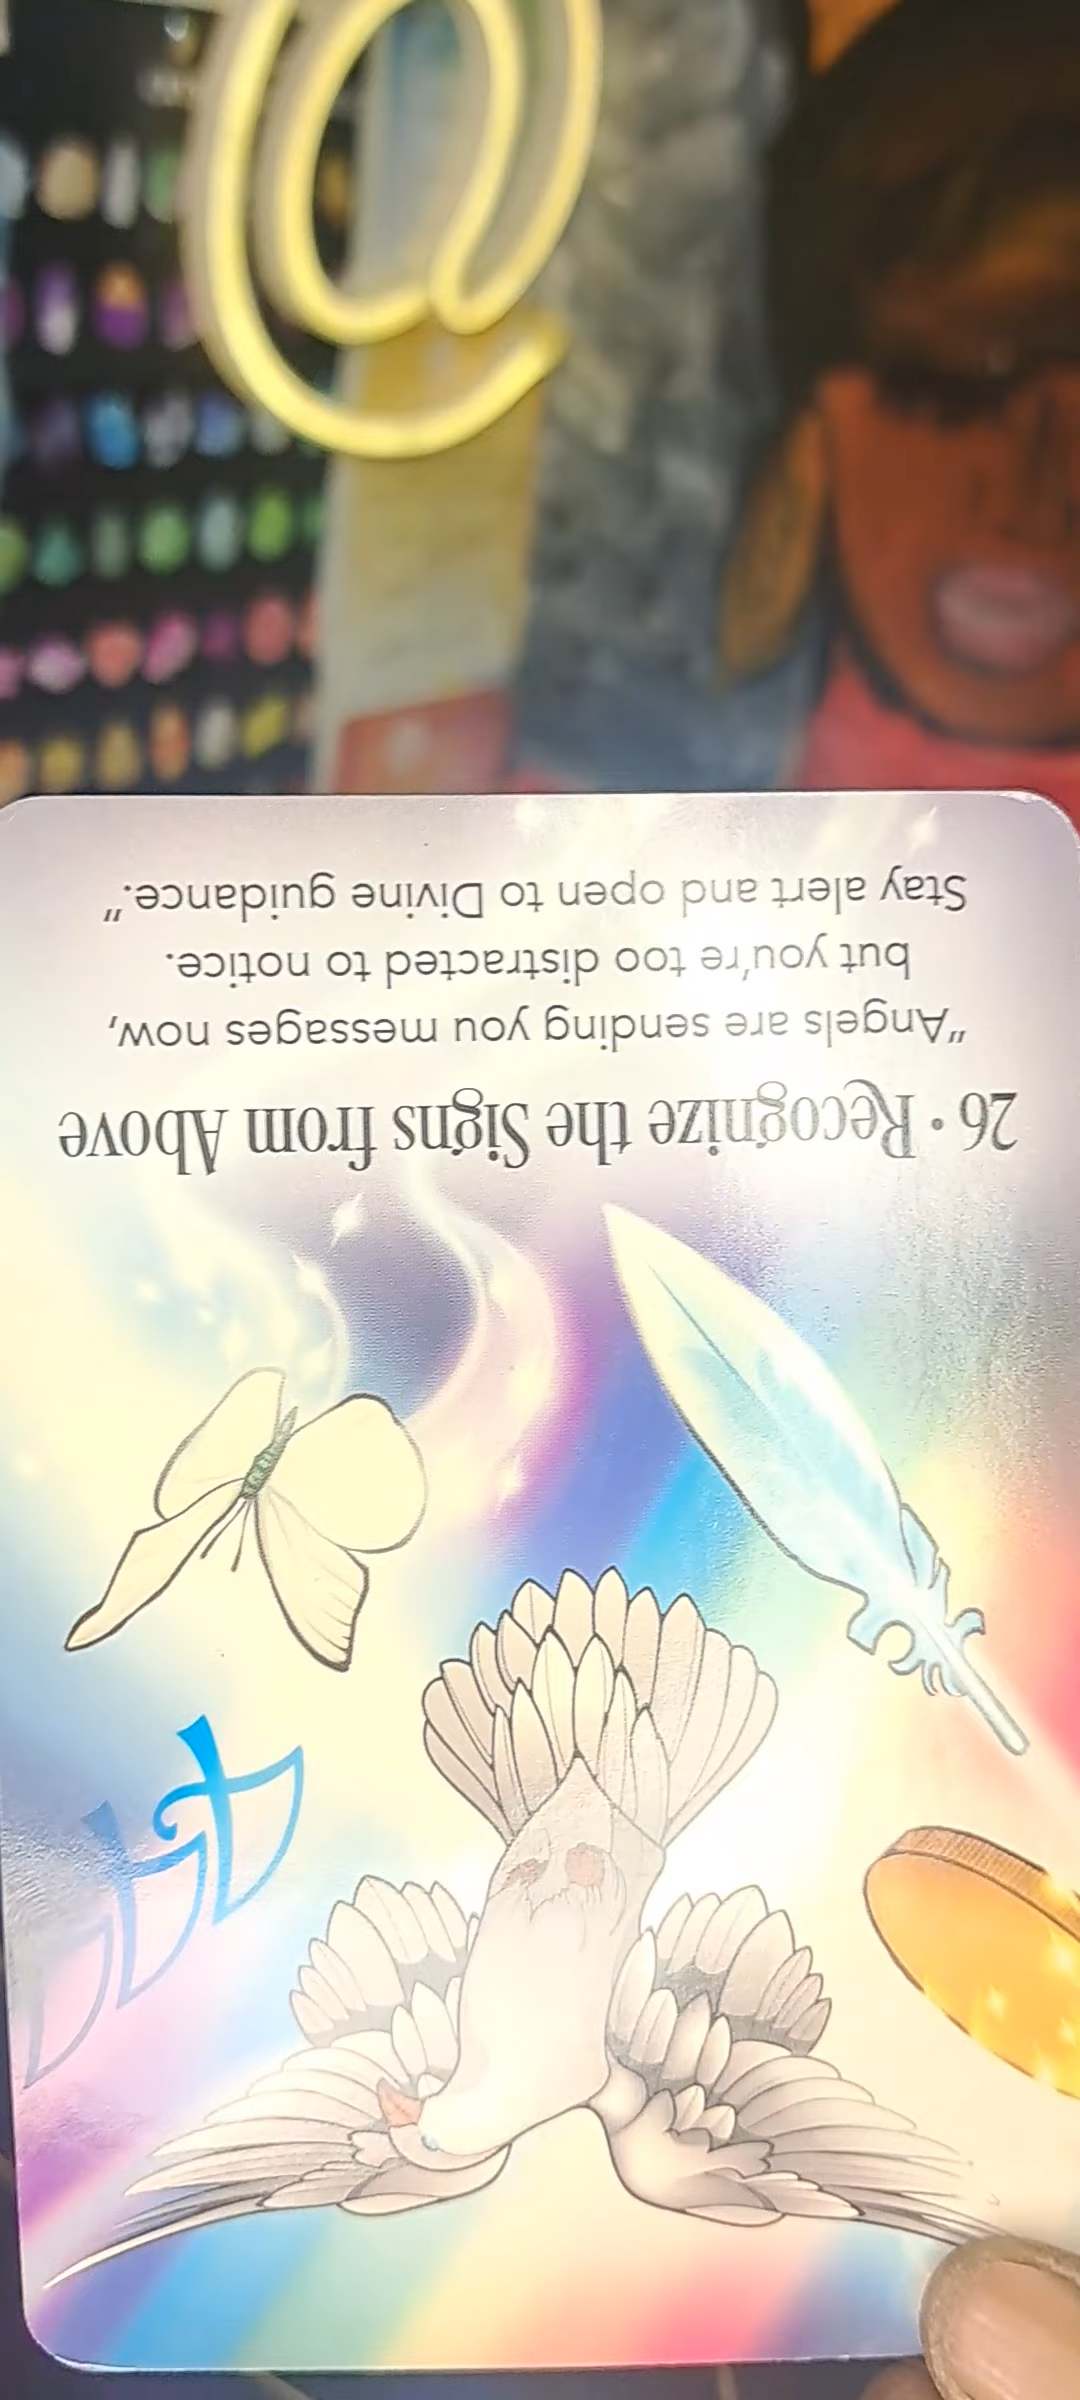 26 • Recognize the Signs from Above
"Angels are sending you messages now,
but you're too distracted to notice.
Stay alert and open to Divine guidance."